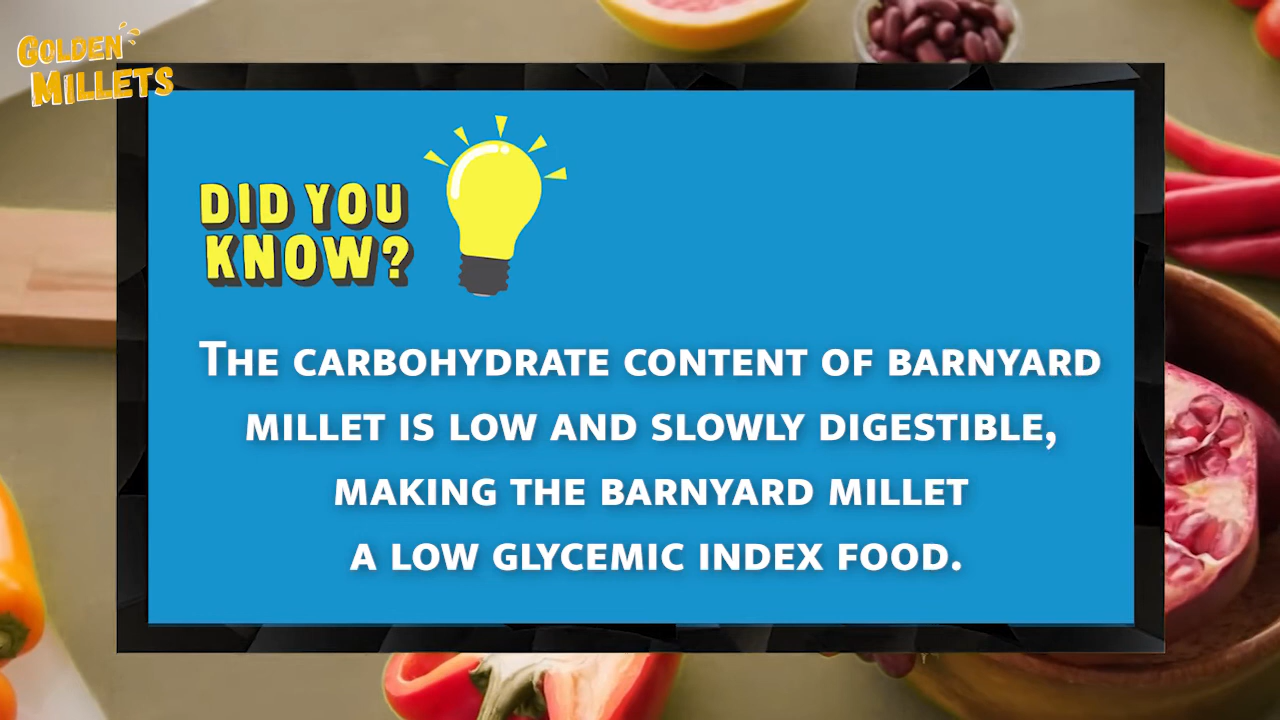 GOLDEN
MILLETS
DID YOU
KNOW?
THE CARBOHYDRATE CONTENT OF BARNYARD
MILLET IS LOW AND SLOWLY DIGESTIBLE,
MAKING THE BARNYARD MILLET
A LOW GLYCEMIC INDEX FOOD.